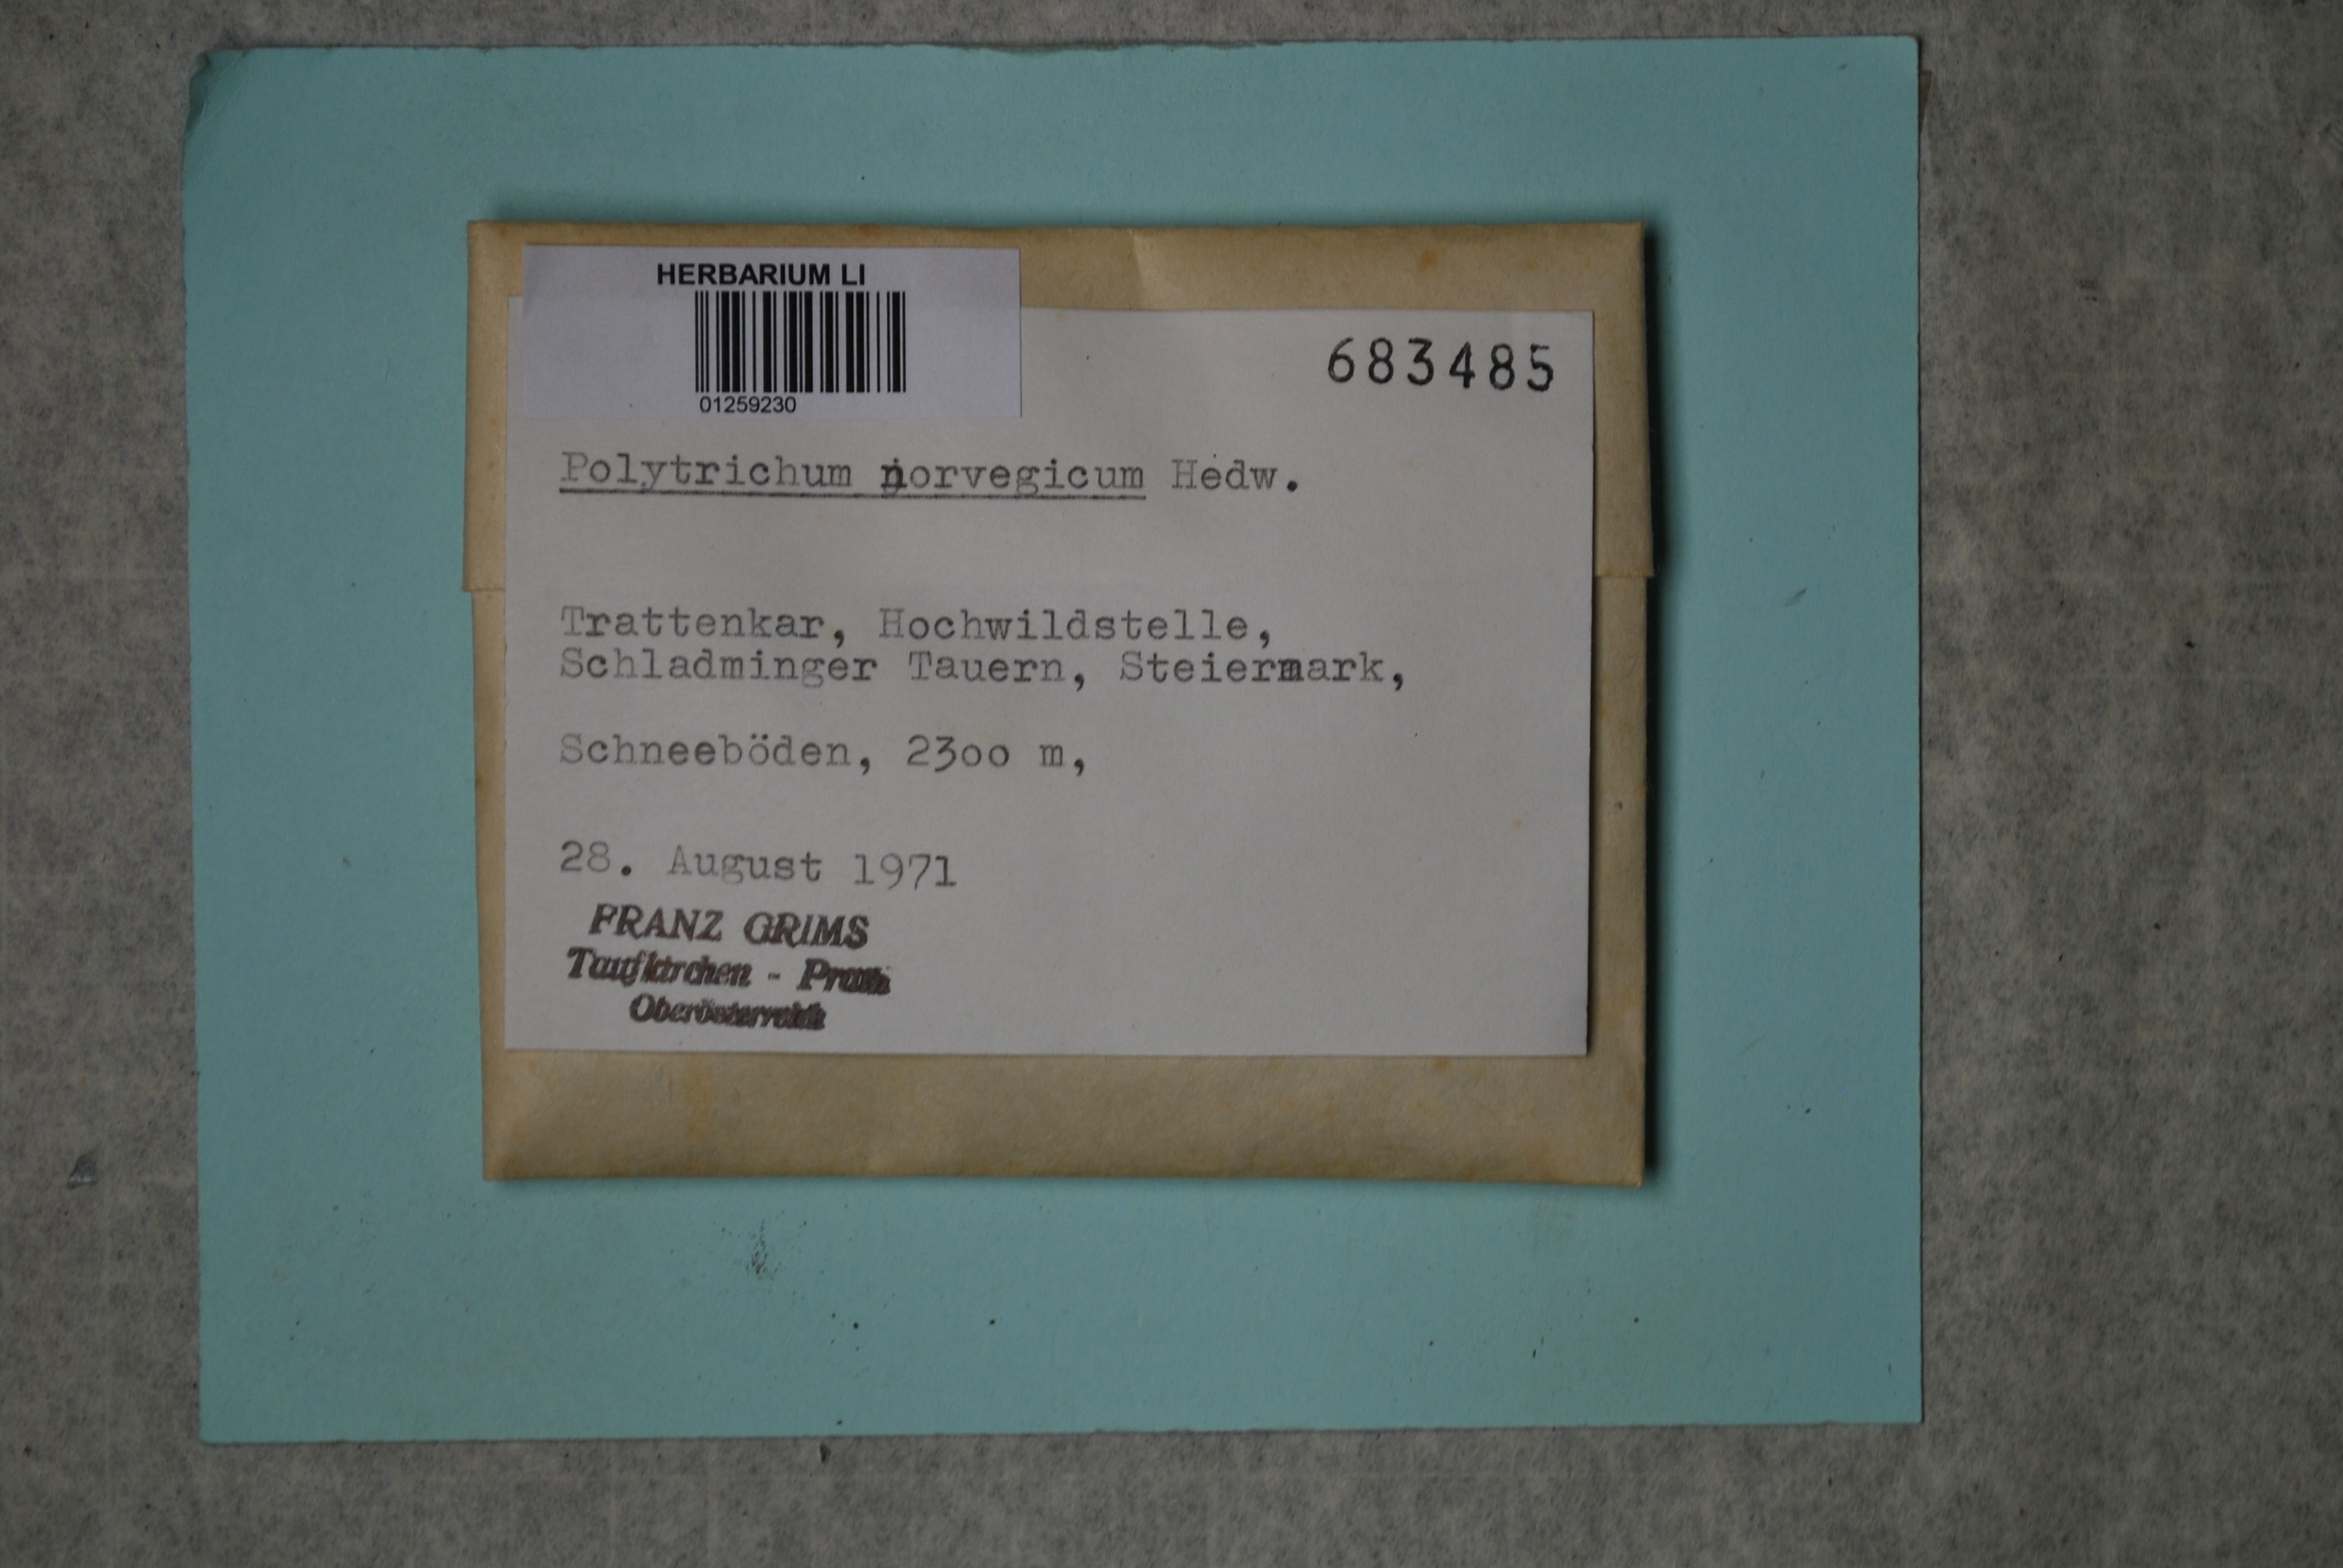 HERBARIUM LI
01259230
683485
Polytrichum norvegicum Hedw.
Trattenkar, Hochwildstelle,
Schladminger Tauern, Steiermark,
Schneeböden, 2300 m,
28. August 1971
FRANZ GRIMS
Taufkirchen - Pram
Oberösterreich